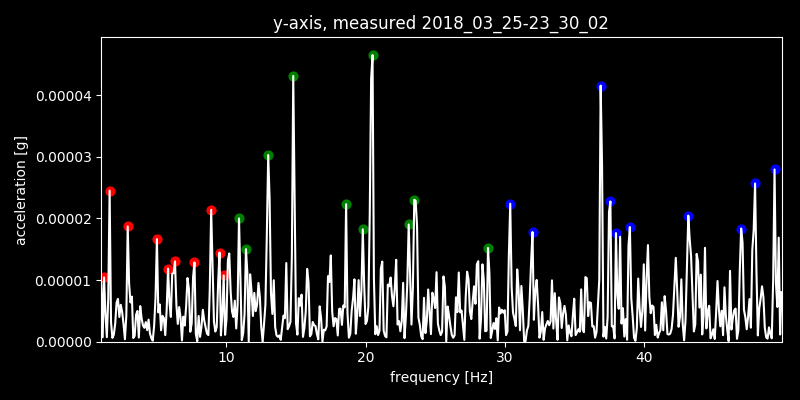 y-axis, measured 2018_03_25-23_30_02
acceleration [g]
0.00004
0.00003
0.00002
0.00001
0.00000
10 20 30 40
frequency [Hz]